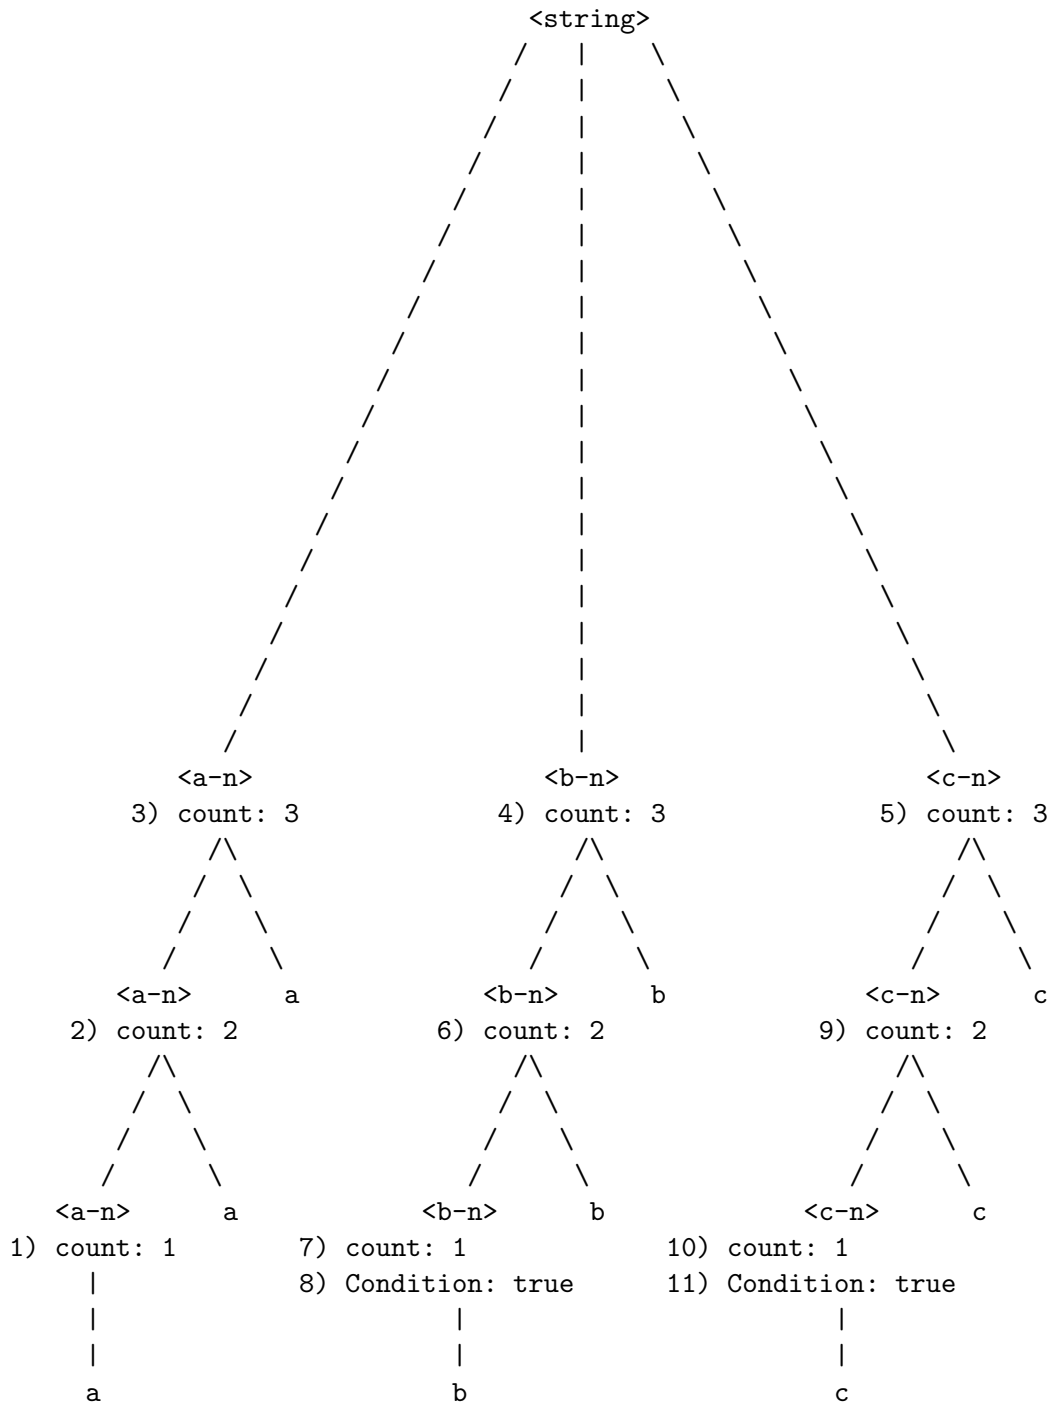 <string>
<a-n> <b-n> <c-n>
3) count: 3 4) count: 3 5) count: 3
<a-n> a <b-n> b <c-n> c
2) count: 2 6) count: 2 9) count: 2
<a-n> a <b-n> b <c-n> c
1) count: 1 7) count: 1 10) count: 1
8) Condition: true 11) Condition: true
a b c